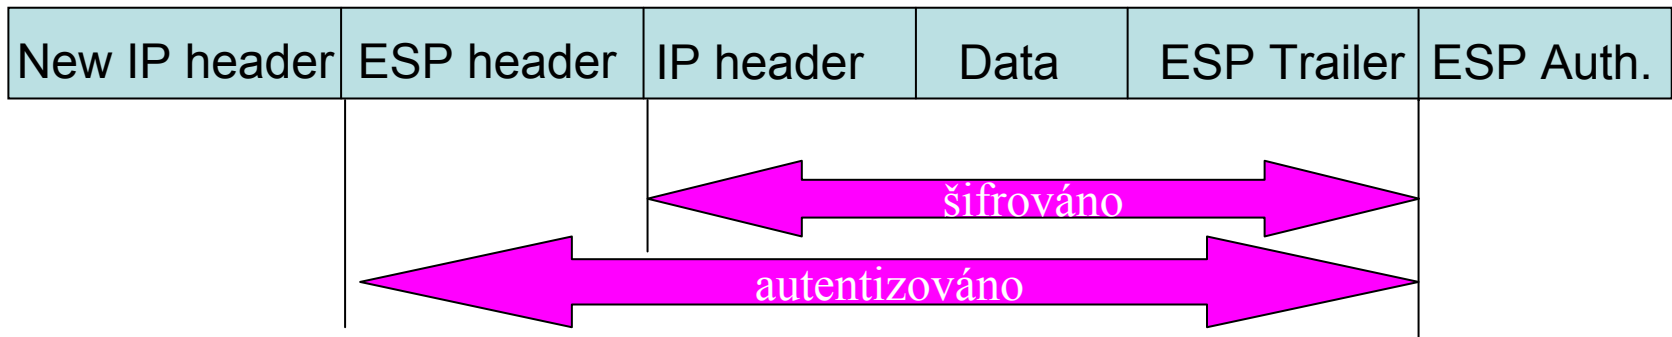 New IP header ESP header IP header Data ESP Trailer ESP Auth.
šifrováno
autentizováno